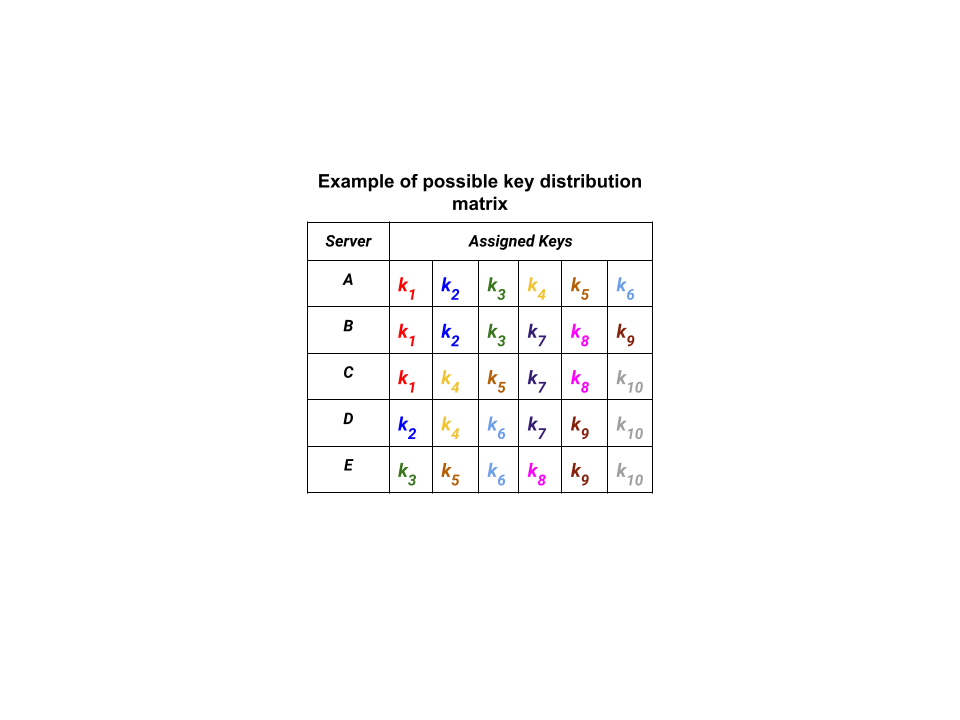 Example of possible key distribution
matrix
Server Assigned Keys
A k1 k2 k3 k4 k5 k6
B k1 k2 k3 k7 k8 k9
C k1 k4 k5 k7 k8 k10
D k2 k4 k6 k7 k9 k10
E k3 k5 k6 k8 k9 k10